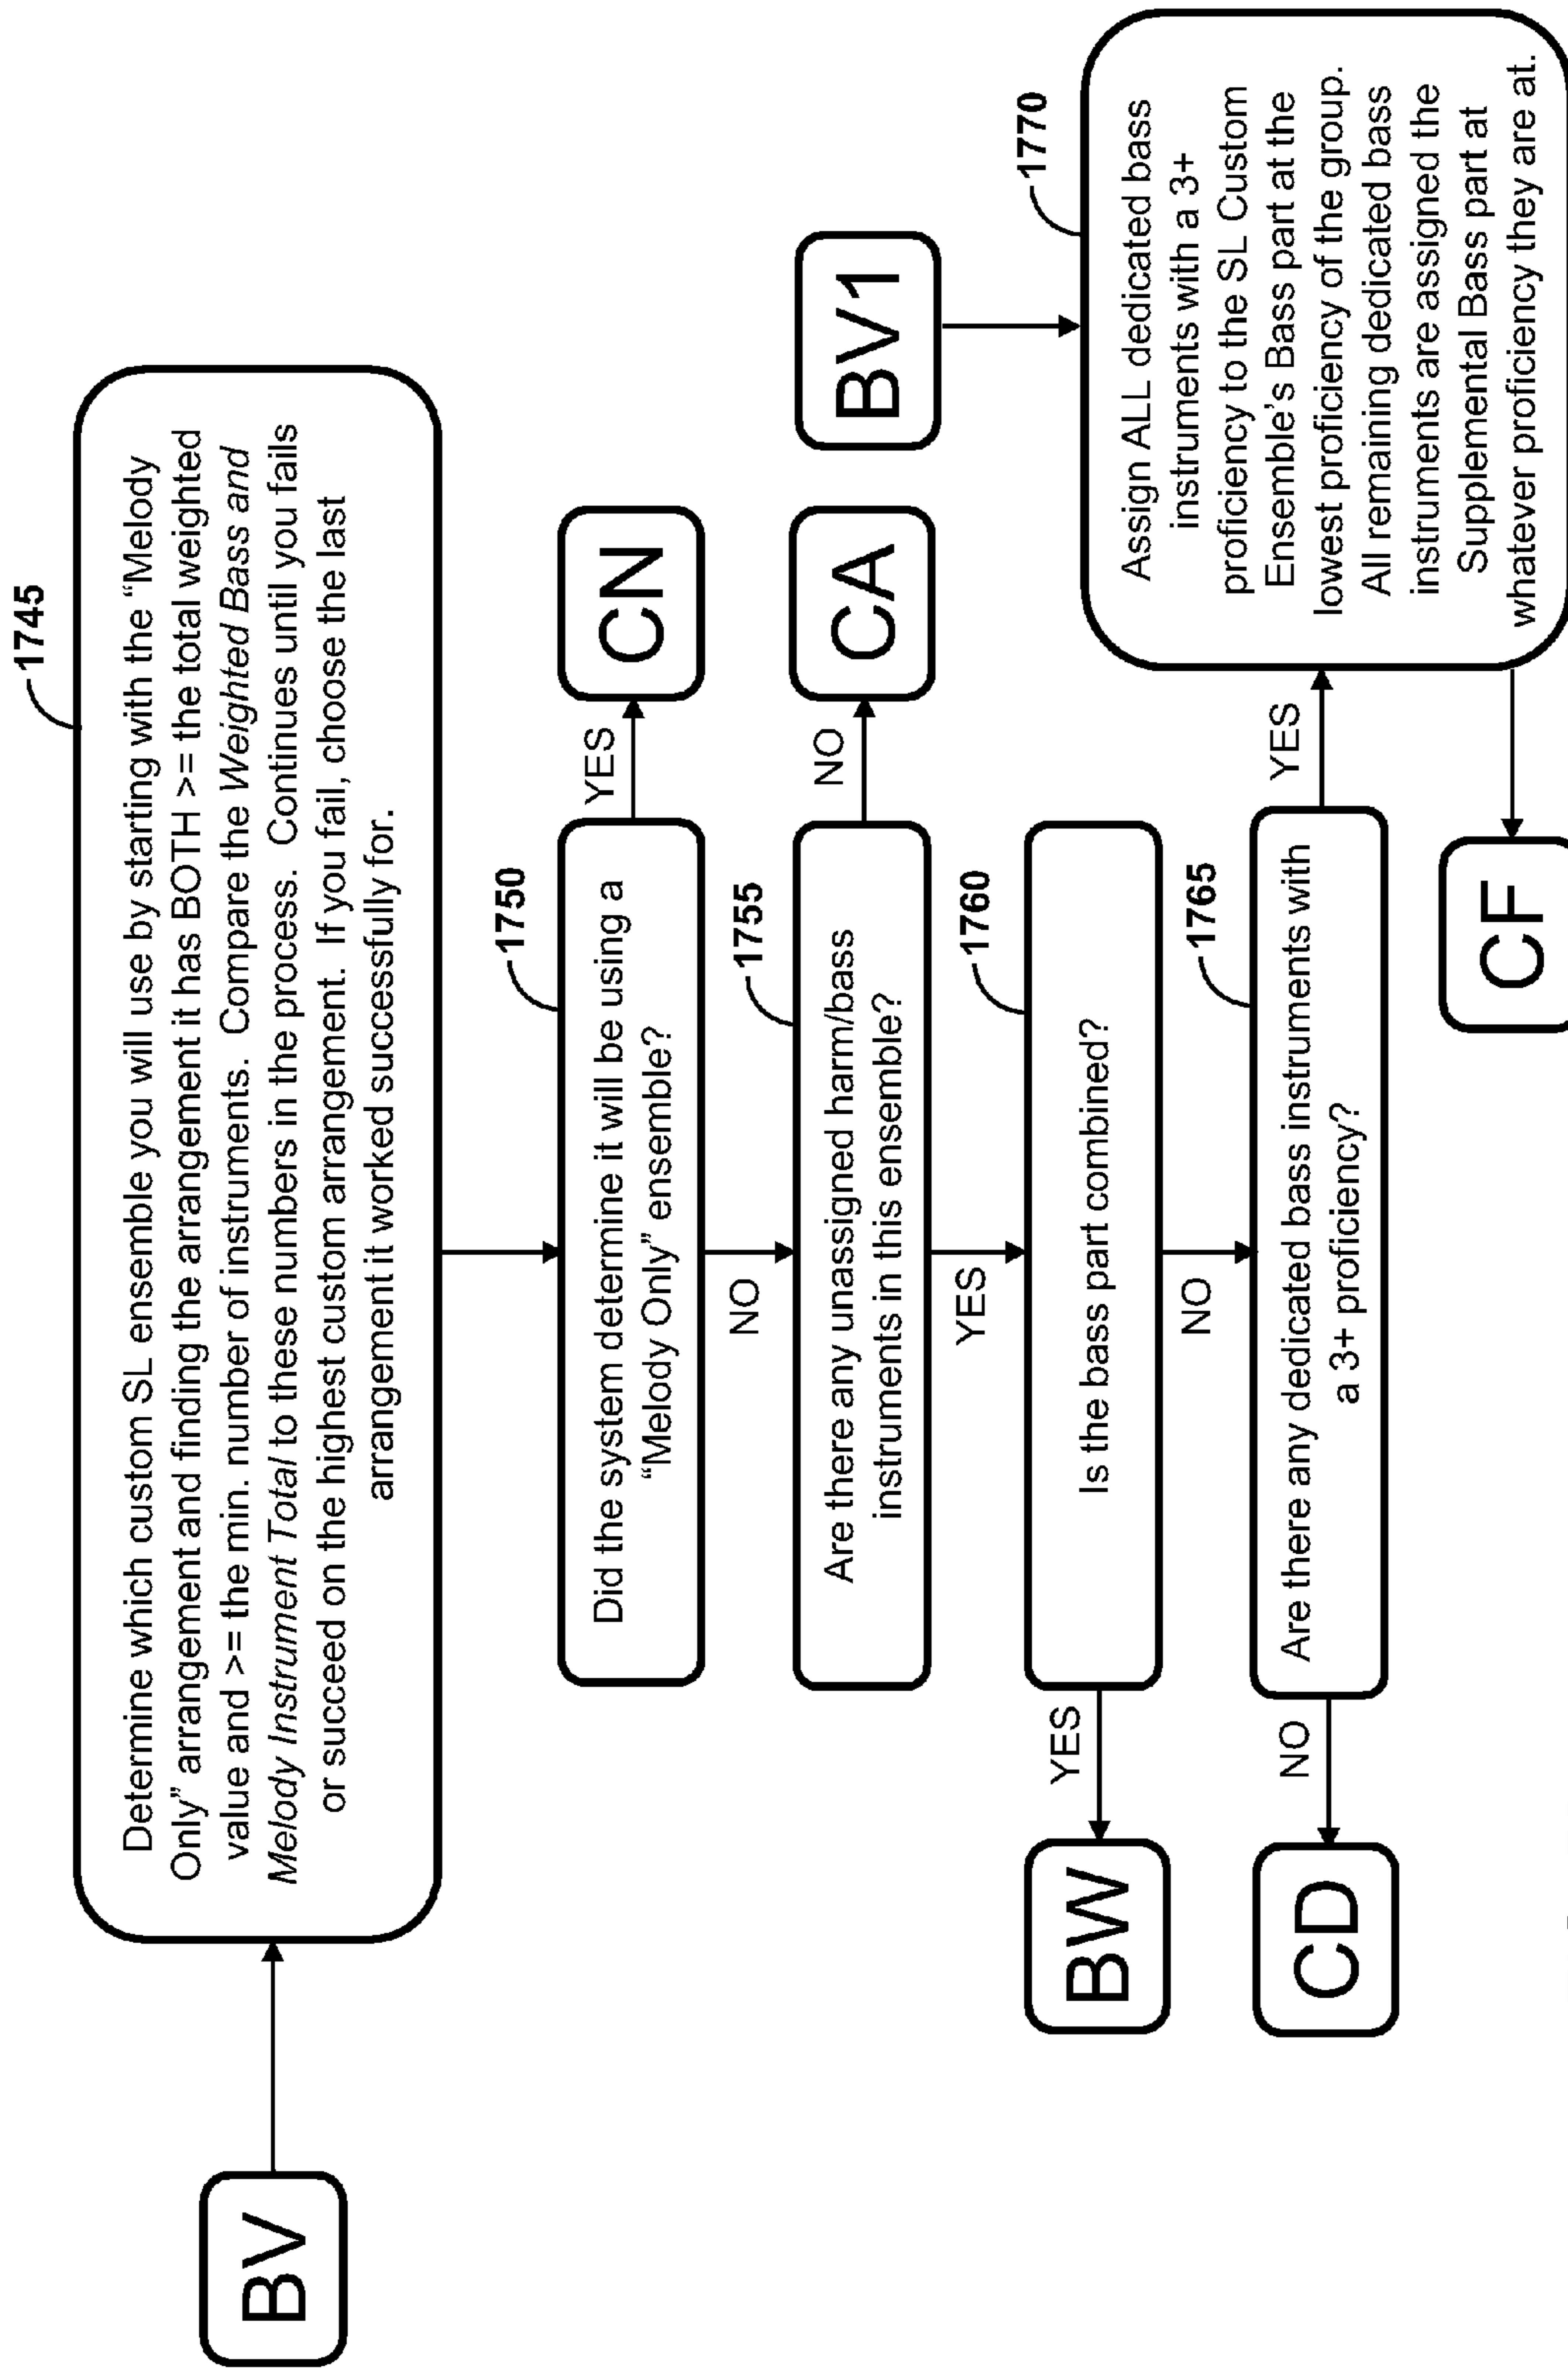 1745
BV
Determine which custom SL ensemble you will use by starting with the “Melody
Only” arrangement and finding the arrangement it has BOTH >= the total weighted
value and >= the min. number of instruments.  Compare the Weighted Bass and
Melody Instrument Total to these numbers in the process.  Continues until you fails
or succeed on the highest custom arrangement.  If you fail, choose the last
arrangement it worked successfully for.
1750
Did the system determine it will be using a
“Melody Only” ensemble?
YES
CN
NO
1755
Are there any unassigned harm/bass
instruments in this ensemble?
NO
CA
YES
1760
Is the bass part combined?
YES
BW
NO
1765
Are there any dedicated bass instruments with
a 3+ proficiency?
NO
CD
YES
BV1
1770
Assign ALL dedicated bass
instruments with a 3+
proficiency to the SL Custom
Ensemble’s Bass part at the
lowest proficiency of the group.
All remaining dedicated bass
instruments are assigned the
Supplemental Bass part at
whatever proficiency they are at.
CF